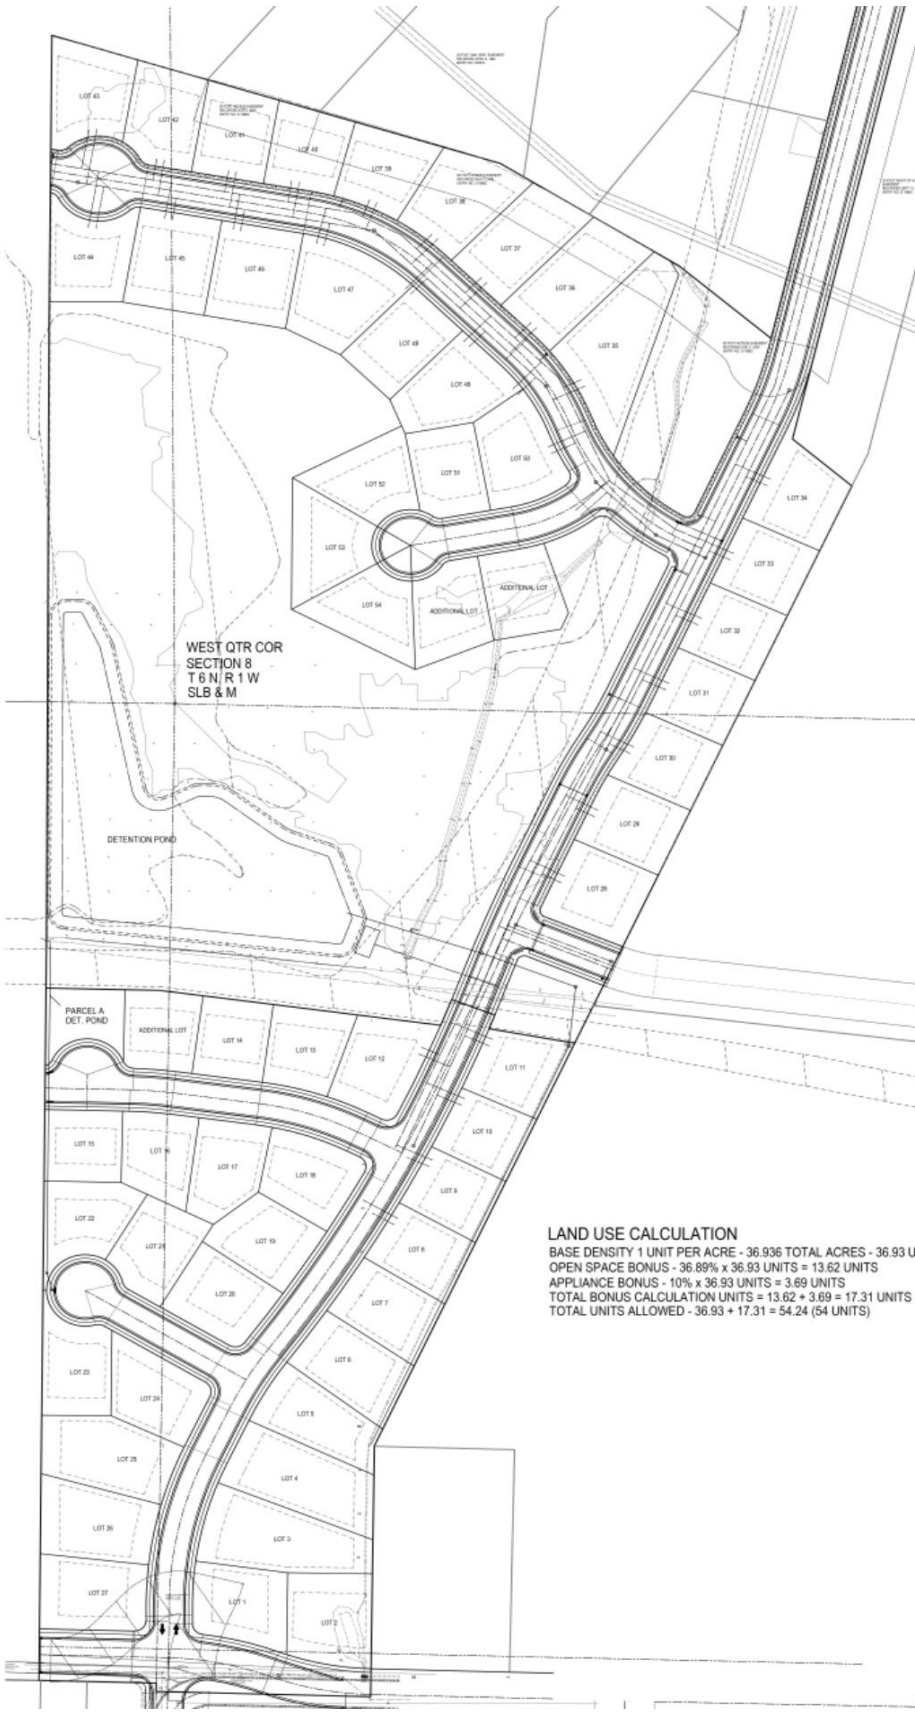 LOT 43
LOT 42
LOT 41
LOT 40
LOT 39
LOT 38
LOT 37
LOT 36
LOT 35
LOT 44
LOT 45
LOT 46
LOT 47
LOT 48
LOT 49
LOT 50
LOT 51
LOT 52
LOT 53
LOT 54
ADDITIONAL LOT
ADDITIONAL LOT
LOT 34
LOT 33
LOT 32
LOT 31
LOT 30
LOT 29
LOT 28
WEST QTR COR
SECTION 8
T 6 N, R 1 W
SLB & M
DETENTION POND
PARCEL A
DET. POND
ADDITIONAL LOT
LOT 14
LOT 13
LOT 12
LOT 11
LOT 10
LOT 9
LOT 8
LOT 7
LOT 6
LOT 5
LOT 4
LOT 3
LOT 15
LOT 16
LOT 17
LOT 18
LOT 19
LOT 20
LOT 21
LOT 22
LOT 23
LOT 24
LOT 25
LOT 26
LOT 27
LOT 1
LOT 2
LAND USE CALCULATION
BASE DENSITY 1 UNIT PER ACRE - 36.936 TOTAL ACRES - 36.93 U
OPEN SPACE BONUS - 36.89% x 36.93 UNITS = 13.62 UNITS
APPLIANCE BONUS - 10% x 36.93 UNITS = 3.69 UNITS
TOTAL BONUS CALCULATION UNITS = 13.62 + 3.69 = 17.31 UNITS
TOTAL UNITS ALLOWED - 36.93 + 17.31 = 54.24 (54 UNITS)